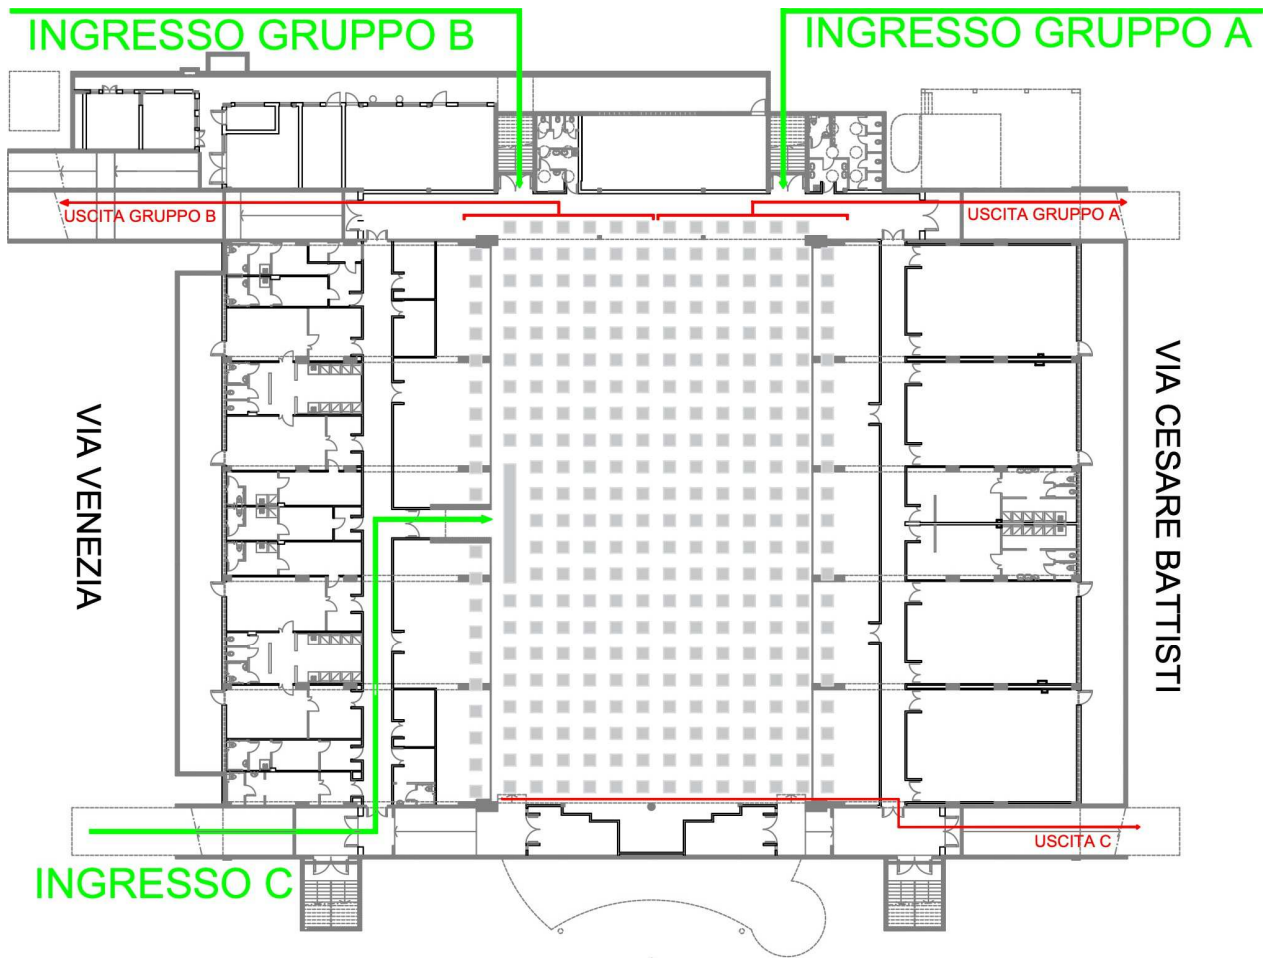 INGRESSO GRUPPO B
INGRESSO GRUPPO A
USCITA GRUPPO B
USCITA GRUPPO A
VIA VENEZIA
VIA CESARE BATTISTI
USCITA C
INGRESSO C